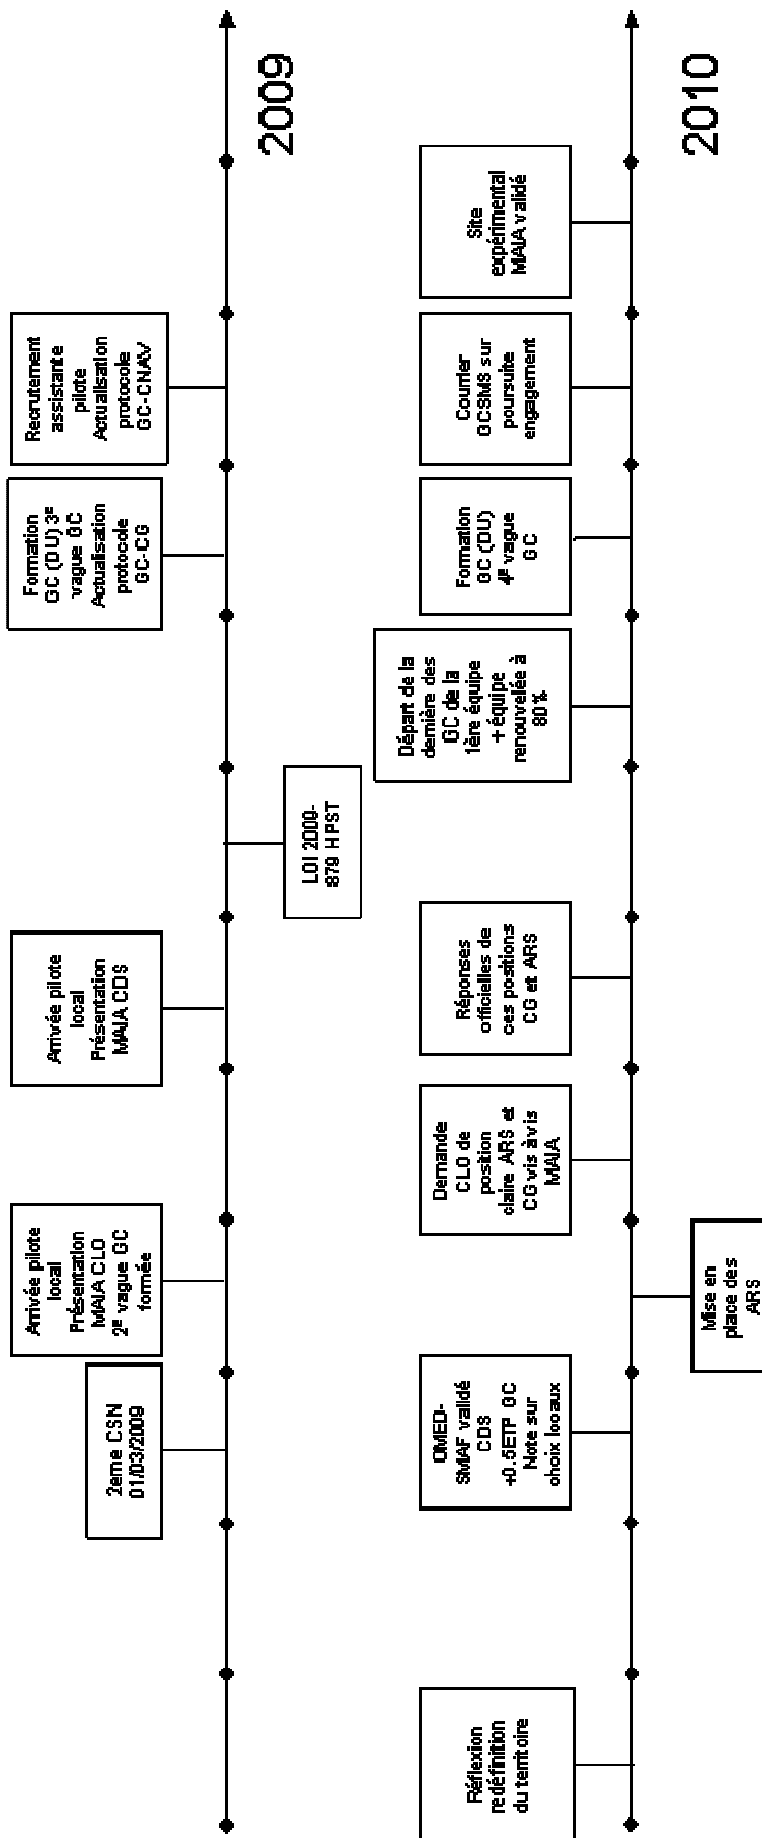 2eme CSN
01/03/2009
Arrivée pilote
local
Présentation
MAIA CLO
2e vague GC
formée
Arrivée pilote
local
Présentation
MAIA CDS
LOI 2009-
879 HPST
Formation
GC (DU) 3e
vague GC
Actualisation
protocole
GC-CG
Recrutement
assistante
pilote
Actualisation
protocole
GC-CNAV
2009
Réflexion
redéfinition
du territoire
OMEDI-
SMAF validé
CDS
+0.5ETP GC
Note sur
choix locaux
Mise en
place des
ARS
Demande
CLO de
position
claire ARS et
CG vis à vis
MAIA
Réponses
officielles de
ces positions
CG et ARS
Départ de la
dernière des
GC de la
1ère équipe
+ équipe
renouvelée à
80%
Formation
GC (DU)
4e vague
GC
Courrier
GCSMS sur
poursuite
engagement
Site
expérimental
MAIA validé
2010